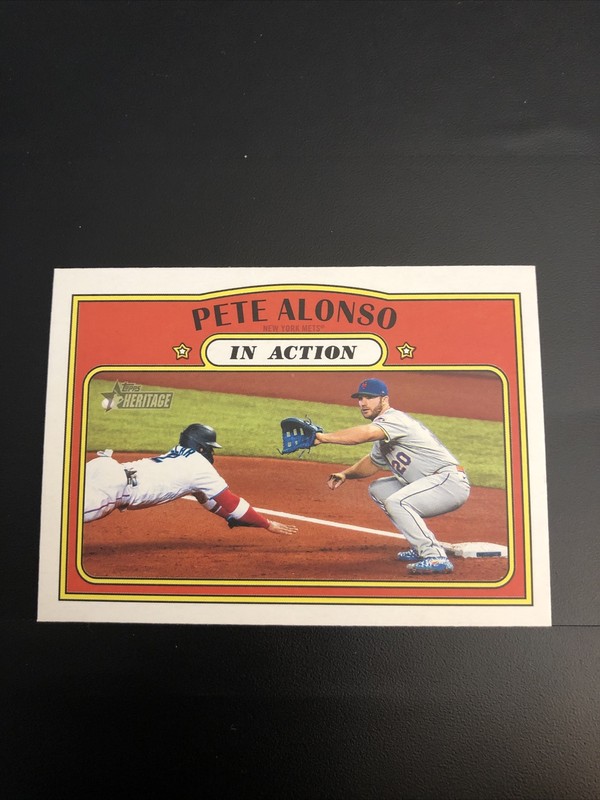 PETE ALONSO
NEW YORK METS®
IN ACTION
Topps
HERITAGE
20